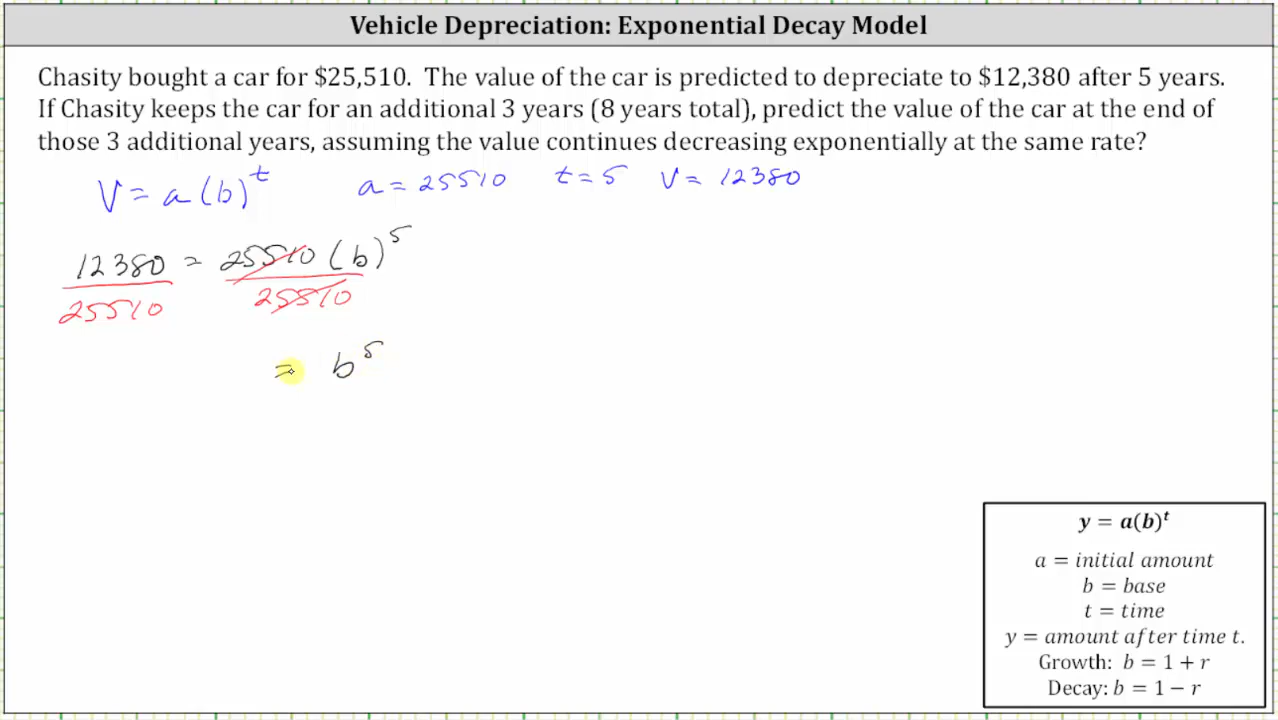 Vehicle Depreciation: Exponential Decay Model
Chasity bought a car for $25,510. The value of the car is predicted to depreciate to $12,380 after 5 years.
If Chasity keeps the car for an additional 3 years (8 years total), predict the value of the car at the end of
those 3 additional years, assuming the value continues decreasing exponentially at the same rate?
V = a(b)^t a = 25510 t = 5 V = 12380
12380 = 25510 (b)^5
25510 25510
= b^5
y = a(b)^t
a = initial amount
b = base
t = time
y = amount after time t.
Growth: b = 1 + r
Decay: b = 1 − r